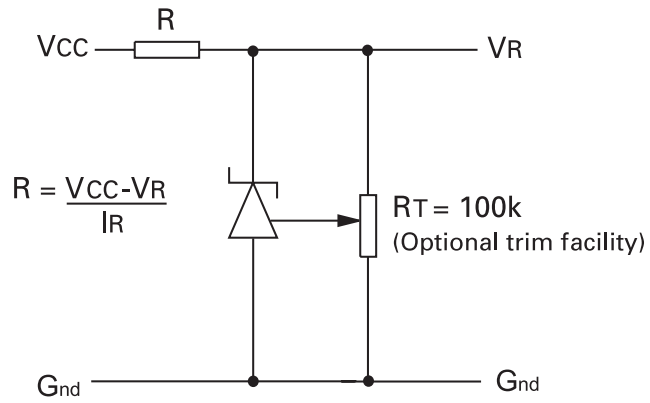 R
VCC
VR
R = VCC-VR
IR
RT = 100k
(Optional trim facility)
Gnd
Gnd